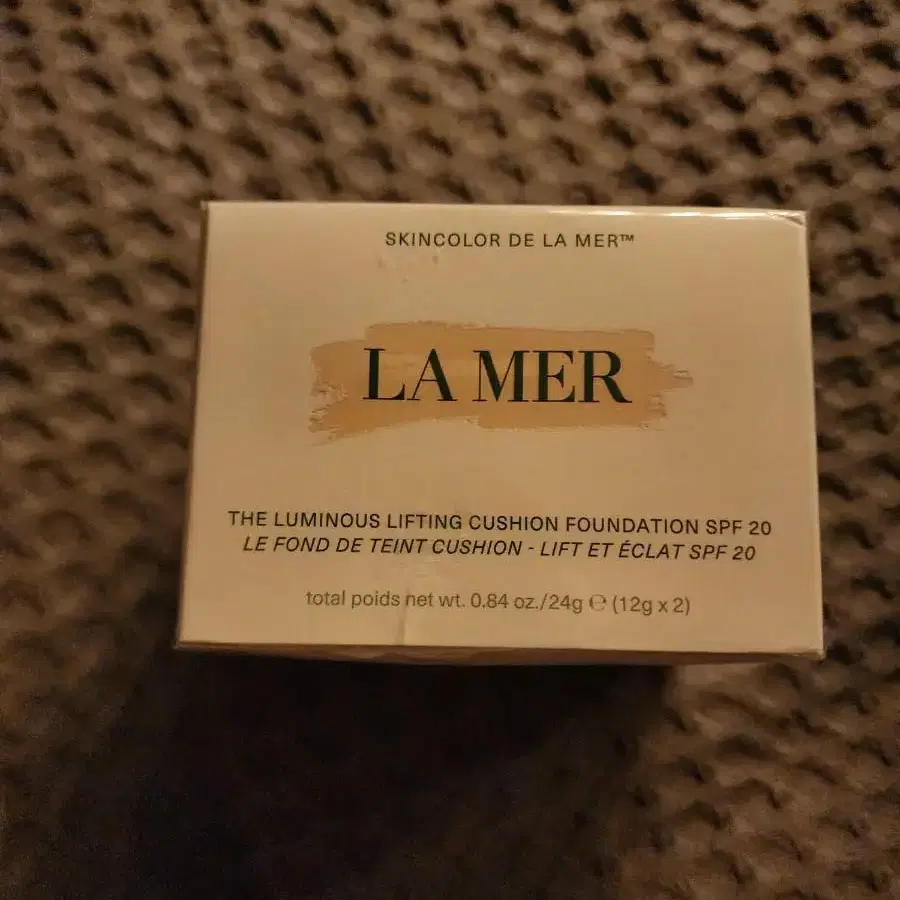 SKINCOLOR DE LA MER™
LA MER
THE LUMINOUS LIFTING CUSHION FOUNDATION SPF 20
LE FOND DE TEINT CUSHION - LIFT ET ÉCLAT SPF 20
total poids net wt. 0.84 oz./24g ℮ (12g x 2)